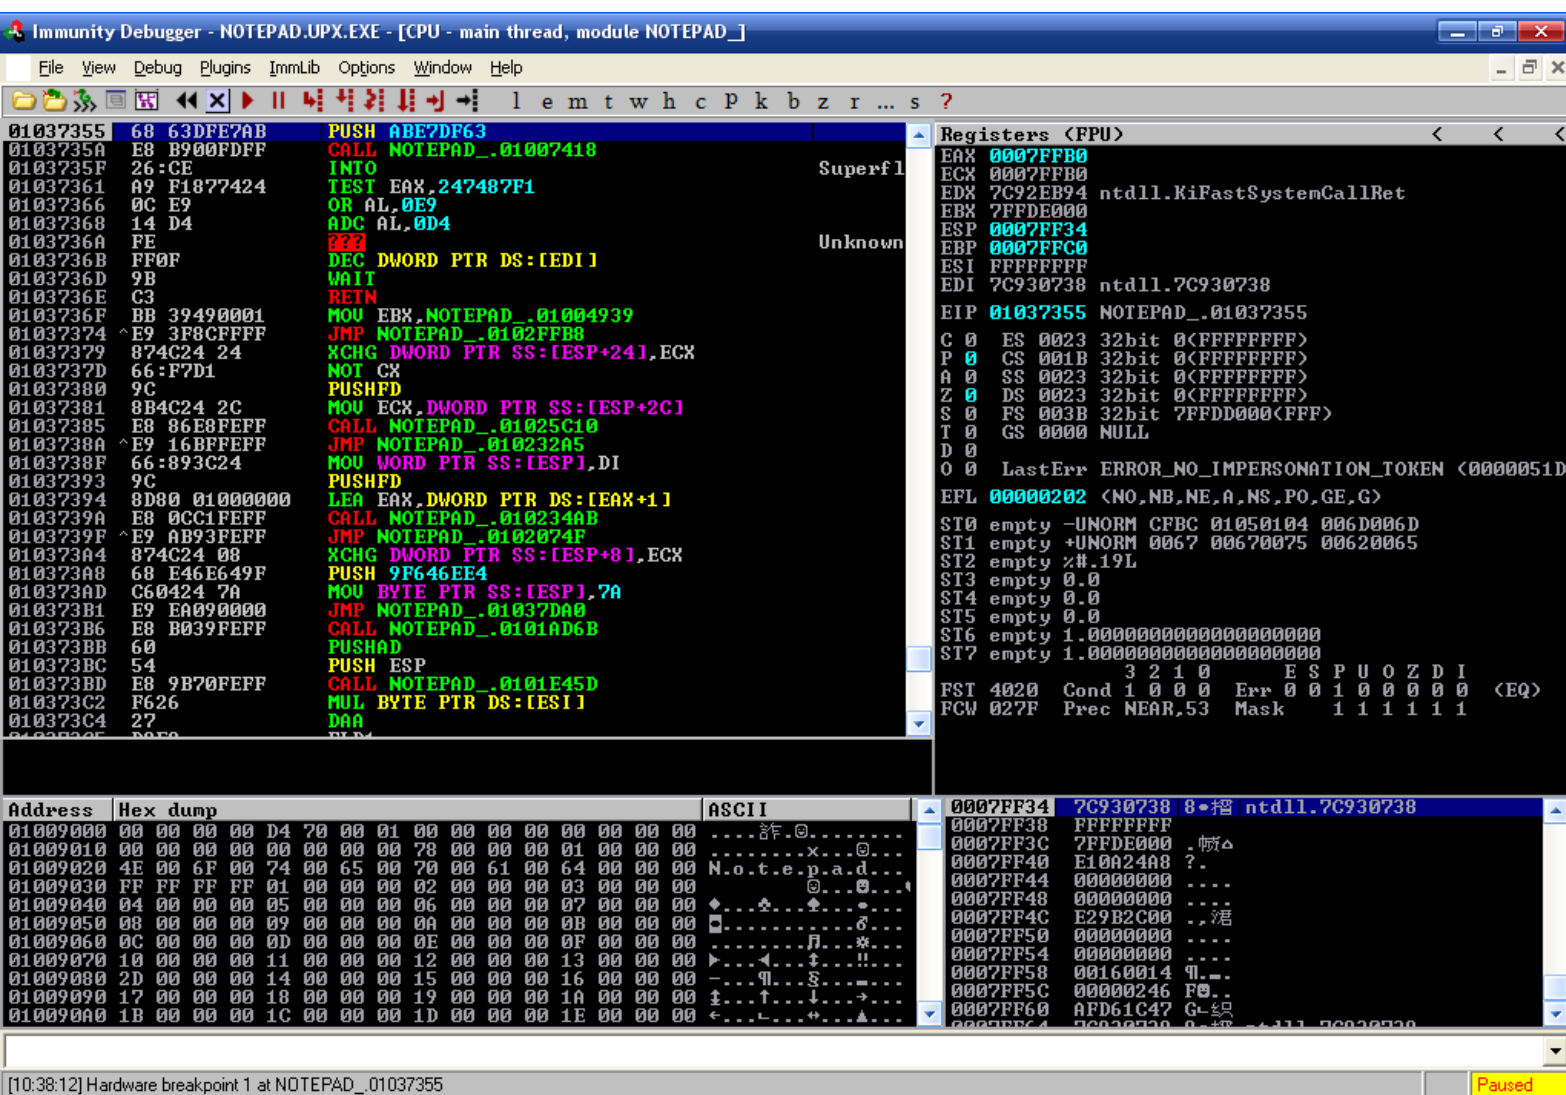 Immunity Debugger - NOTEPAD.UPX.EXE - [CPU - main thread, module NOTEPAD_]
File View Debug Plugins ImmLib Options Window Help
l e m t w h c P k b z r ... s ?
01037355 68 63DFE7AB PUSH ABE7DF63
0103735A E8 B900FDFF CALL NOTEPAD_.01007418
0103735F 26:CE INTO Superfl
01037361 A9 F1877424 TEST EAX,247487F1
01037366 0C E9 OR AL,0E9
01037368 14 D4 ADC AL,0D4
0103736A FE ??? Unknown
0103736B FF0F DEC DWORD PTR DS:[EDI]
0103736D 9B WAIT
0103736E C3 RETN
0103736F BB 39490001 MOV EBX,NOTEPAD_.01004939
01037374 ^E9 3F8CFFFF JMP NOTEPAD_.0102FFB8
01037379 874C24 24 XCHG DWORD PTR SS:[ESP+24],ECX
0103737D 66:F7D1 NOT CX
01037380 9C PUSHFD
01037381 8B4C24 2C MOV ECX,DWORD PTR SS:[ESP+2C]
01037385 E8 86E8FEFF CALL NOTEPAD_.01025C10
0103738A ^E9 16BFFEFF JMP NOTEPAD_.010232A5
0103738F 66:893C24 MOV WORD PTR SS:[ESP],DI
01037393 9C PUSHFD
01037394 8D80 01000000 LEA EAX,DWORD PTR DS:[EAX+1]
0103739A E8 0CC1FEFF CALL NOTEPAD_.010234AB
0103739F ^E9 AB93FEFF JMP NOTEPAD_.0102074F
010373A4 874C24 08 XCHG DWORD PTR SS:[ESP+8],ECX
010373A8 68 E46E649F PUSH 9F646EE4
010373AD C60424 7A MOV BYTE PTR SS:[ESP],7A
010373B1 E9 EA090000 JMP NOTEPAD_.01037DA0
010373B6 E8 B039FEFF CALL NOTEPAD_.0101AD6B
010373BB 60 PUSHAD
010373BC 54 PUSH ESP
010373BD E8 9B70FEFF CALL NOTEPAD_.0101E45D
010373C2 F626 MUL BYTE PTR DS:[ESI]
010373C4 27 DAA
Registers (FPU) < < <
EAX 0007FFB0
ECX 0007FFB0
EDX 7C92EB94 ntdll.KiFastSystemCallRet
EBX 7FFDE000
ESP 0007FF34
EBP 0007FFC0
ESI FFFFFFFF
EDI 7C930738 ntdll.7C930738
EIP 01037355 NOTEPAD_.01037355
C 0 ES 0023 32bit 0(FFFFFFFF)
P 0 CS 001B 32bit 0(FFFFFFFF)
A 0 SS 0023 32bit 0(FFFFFFFF)
Z 0 DS 0023 32bit 0(FFFFFFFF)
S 0 FS 003B 32bit 7FFDD000(FFF)
T 0 GS 0000 NULL
D 0
O 0 LastErr ERROR_NO_IMPERSONATION_TOKEN (0000051D
EFL 00000202 (NO,NB,NE,A,NS,PO,GE,G)
ST0 empty -UNORM CFBC 01050104 006D006D
ST1 empty +UNORM 0067 00670075 00620065
ST2 empty %#.19L
ST3 empty 0.0
ST4 empty 0.0
ST5 empty 0.0
ST6 empty 1.0000000000000000000
ST7 empty 1.0000000000000000000
3 2 1 0 E S P U O Z D I
FST 4020 Cond 1 0 0 0 Err 0 0 1 0 0 0 0 0 (EQ)
FCW 027F Prec NEAR,53 Mask 1 1 1 1 1 1
Address Hex dump ASCII
01009000 00 00 00 00 D4 70 00 01 00 00 00 00 00 00 00 00
01009010 00 00 00 00 00 00 00 00 78 00 00 00 01 00 00 00
01009020 4E 00 6F 00 74 00 65 00 70 00 61 00 64 00 00 00 N.o.t.e.p.a.d...
01009030 FF FF FF FF 01 00 00 00 02 00 00 00 03 00 00 00
01009040 04 00 00 00 05 00 00 00 06 00 00 00 07 00 00 00
01009050 08 00 00 00 09 00 00 00 0A 00 00 00 0B 00 00 00
01009060 0C 00 00 00 0D 00 00 00 0E 00 00 00 0F 00 00 00
01009070 10 00 00 00 11 00 00 00 12 00 00 00 13 00 00 00
01009080 2D 00 00 00 14 00 00 00 15 00 00 00 16 00 00 00
01009090 17 00 00 00 18 00 00 00 19 00 00 00 1A 00 00 00
010090A0 1B 00 00 00 1C 00 00 00 1D 00 00 00 1E 00 00 00
0007FF34 7C930738 ntdll.7C930738
0007FF38 FFFFFFFF
0007FF3C 7FFDE000
0007FF40 E10A24A8 ?.
0007FF44 00000000 ....
0007FF48 00000000 ....
0007FF4C E29B2C00
0007FF50 00000000 ....
0007FF54 00000000 ....
0007FF58 00160014
0007FF5C 00000246
0007FF60 AFD61C47
[10:38:12] Hardware breakpoint 1 at NOTEPAD_.01037355
Paused